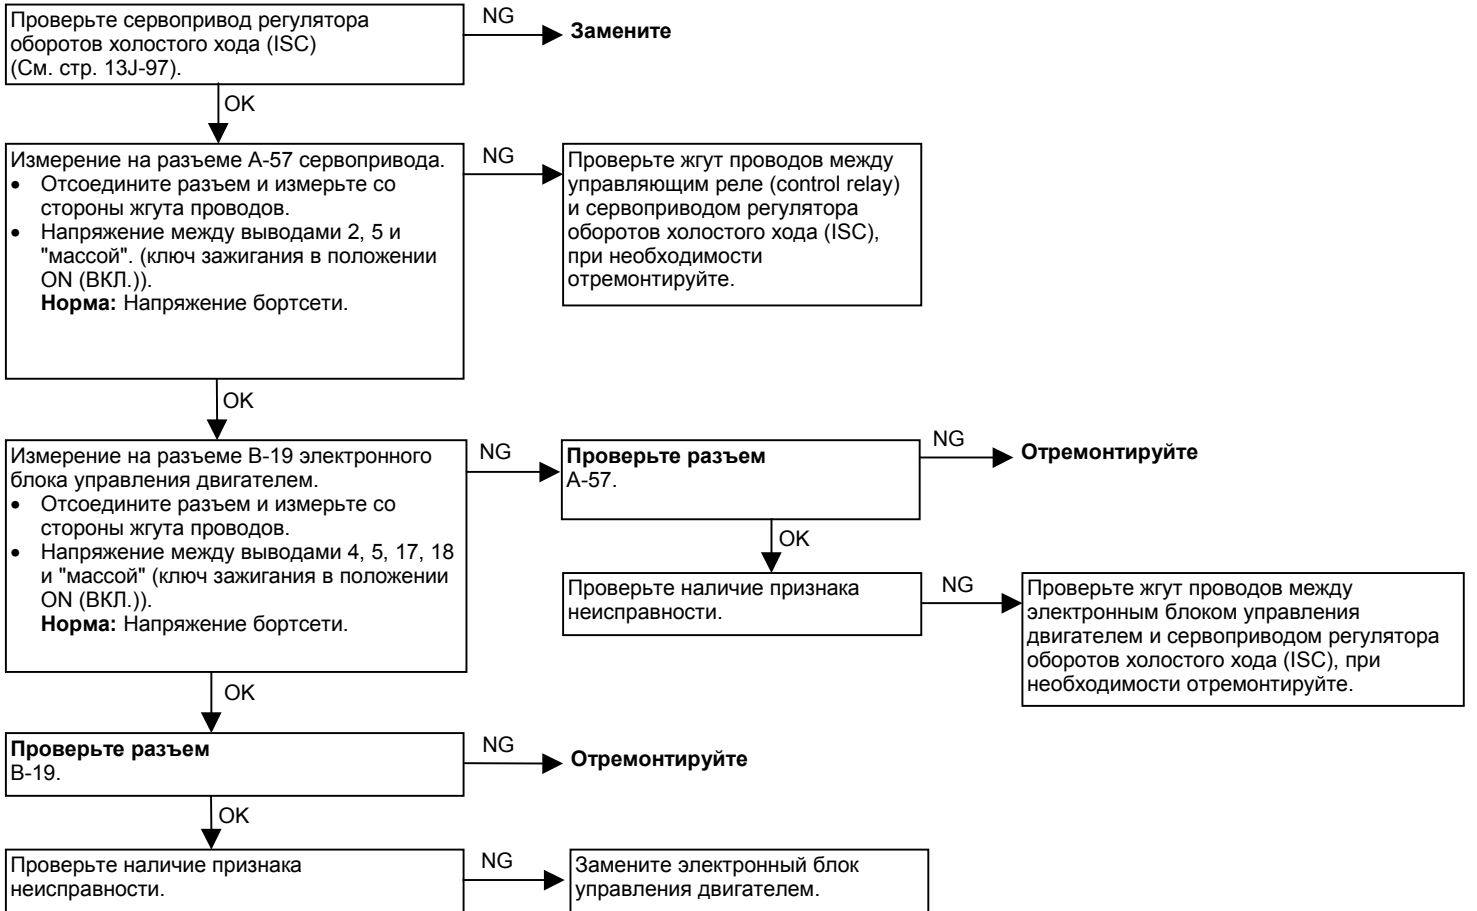 Проверьте сервопривод регулятора
оборотов холостого хода (ISC)
(См. стр. 13J-97).
NG
Замените
OK
Измерение на разъеме А-57 сервопривода.
• Отсоедините разъем и измерьте со
стороны жгута проводов.
• Напряжение между выводами 2, 5 и
"массой". (ключ зажигания в положении
ON (ВКЛ.)).
Норма: Напряжение бортсети.
NG
Проверьте жгут проводов между
управляющим реле (control relay)
и сервоприводом регулятора
оборотов холостого хода (ISC),
при необходимости
отремонтируйте.
OK
Измерение на разъеме В-19 электронного
блока управления двигателем.
• Отсоедините разъем и измерьте со
стороны жгута проводов.
• Напряжение между выводами 4, 5, 17, 18
и "массой" (ключ зажигания в положении
ON (ВКЛ.)).
Норма: Напряжение бортсети.
NG
Проверьте разъем
А-57.
NG
Отремонтируйте
OK
Проверьте наличие признака
неисправности.
NG
Проверьте жгут проводов между
электронным блоком управления
двигателем и сервоприводом регулятора
оборотов холостого хода (ISC), при
необходимости отремонтируйте.
OK
Проверьте разъем
В-19.
NG
Отремонтируйте
OK
Проверьте наличие признака
неисправности.
NG
Замените электронный блок
управления двигателем.